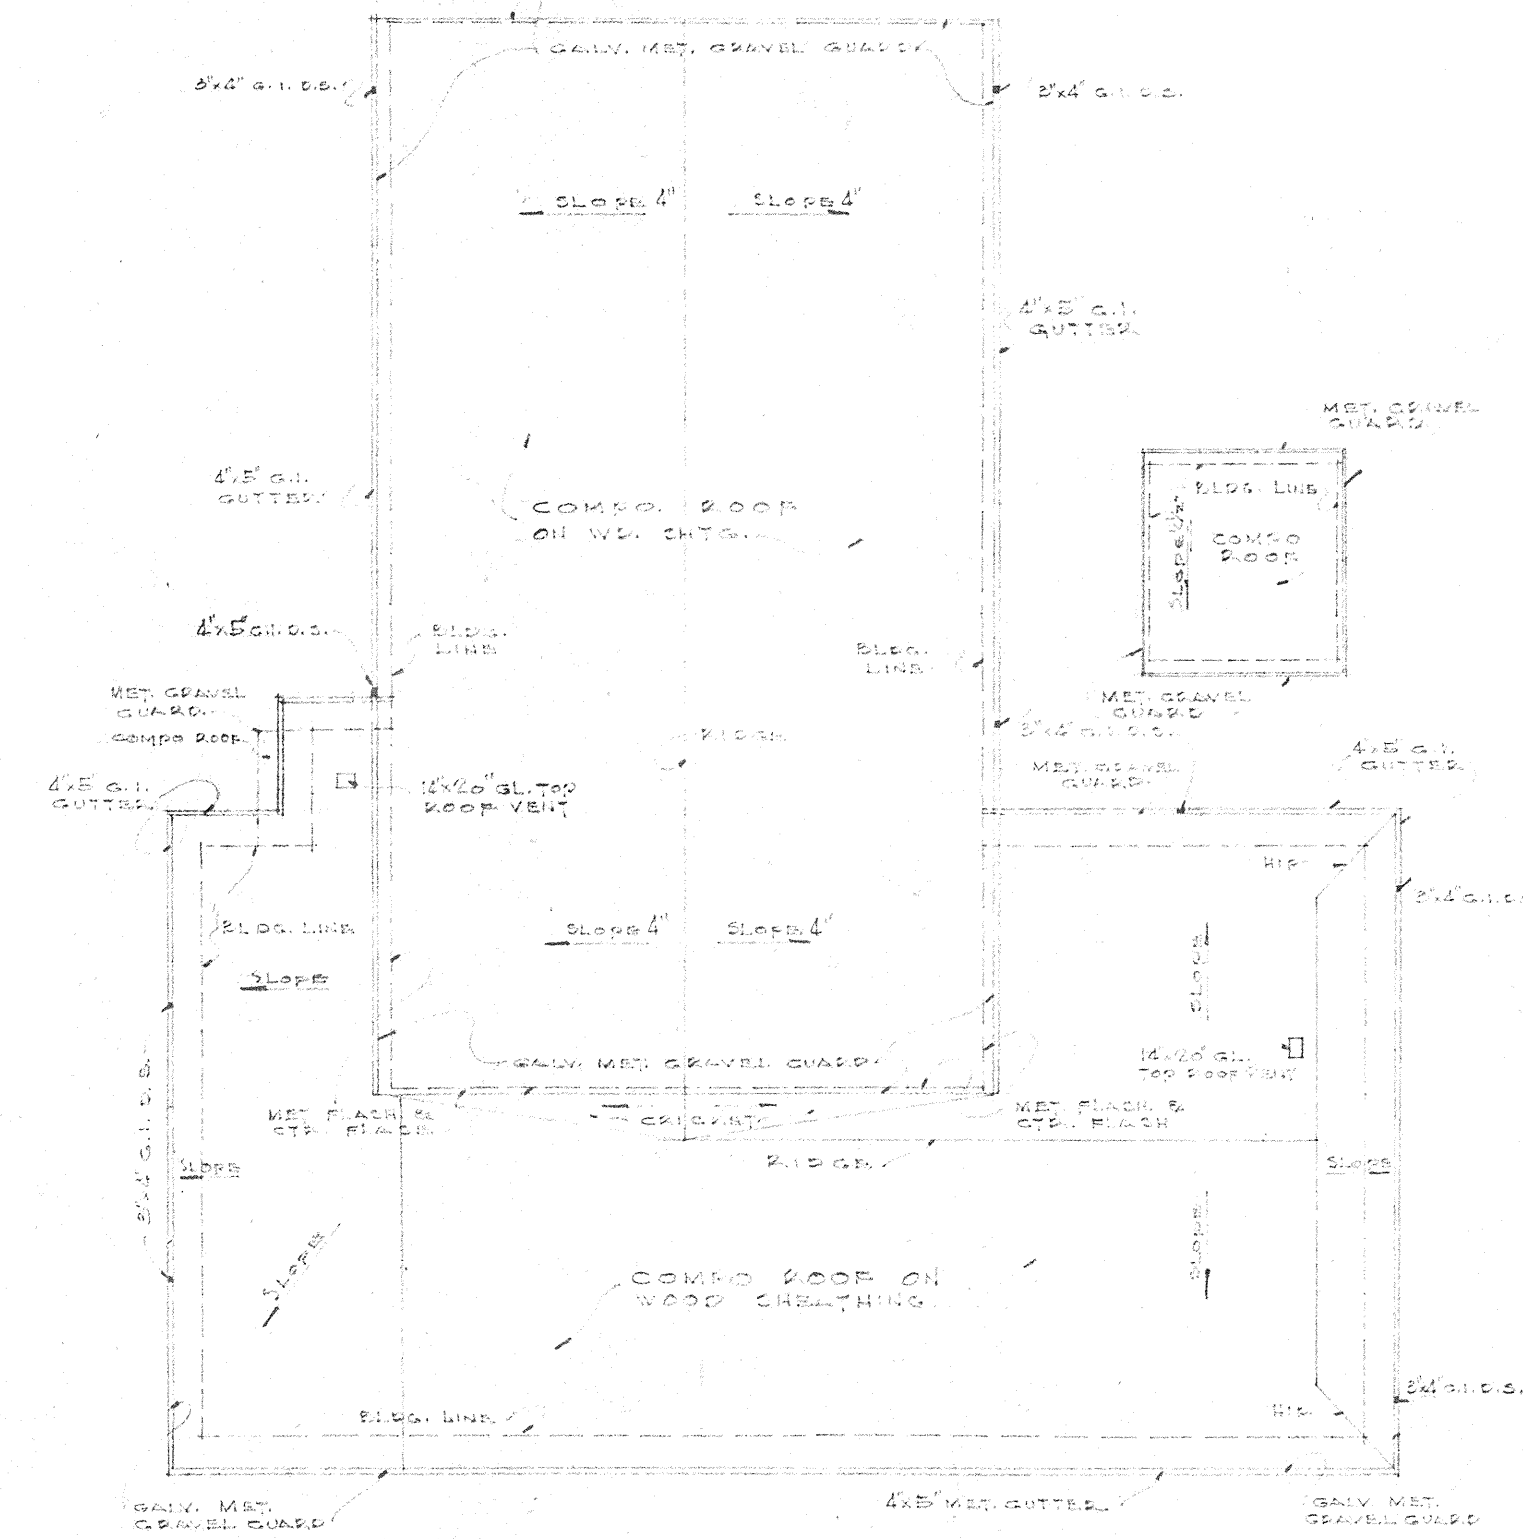 GALV. MET. GRAVEL GUARD
3"x4" G.I. D.S.
3"x4" G.I. D.S.
SLOPE 4"
SLOPE 4"
4"x5" G.I.
GUTTER
MET. GRAVEL
GUARD
4"x5" G.I.
GUTTER
BLDG. LINE
COMPO. ROOF
ON WD. SHTG.
SLOPE
COMPO
ROOF
4"x5" G.I. D.S.
BLDG.
LINE
BLDG.
LINE
MET. GRAVEL
GUARD
COMPO ROOF
MET. GRAVEL
GUARD
3"x4" G.I. D.S.
RIDGE
4"x5" G.I.
GUTTER
MET. GRAVEL
GUARD
4"x5" G.I.
GUTTER
14"x20" GL. TOP
ROOF VENT
HIP
3"x4" G.I. D.
BLDG. LINE
SLOPE 4"
SLOPE 4"
SLOPE
SLOPE
GALV. MET. GRAVEL GUARD
14"x20" GL.
TOP ROOF VENT
3"x4" G.I. D.S.
MET. FLASH. &
CTR. FLASH.
CRICKET
MET. FLASH. &
CTR. FLASH
RIDGE
SLOPE
SLOPE
SLOPE
SLOPE
COMPO ROOF ON
WOOD SHEATHING
3"x4" G.I. D.S.
BLDG. LINE
HIP
GALV. MET.
GRAVEL GUARD
4"x5" MET. GUTTER
GALV. MET.
GRAVEL GUARD